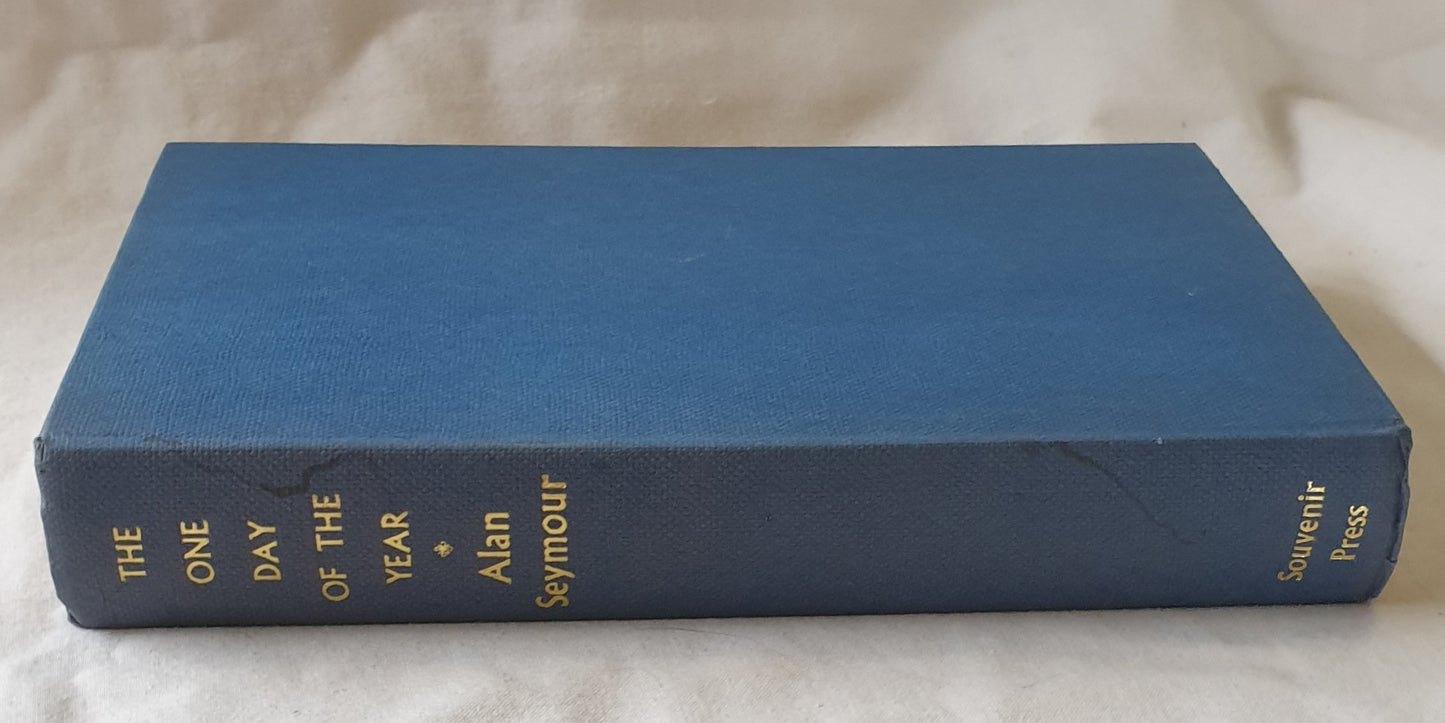 THE
ONE
DAY
OF THE
YEAR
Alan
Seymour
Souvenir
Press